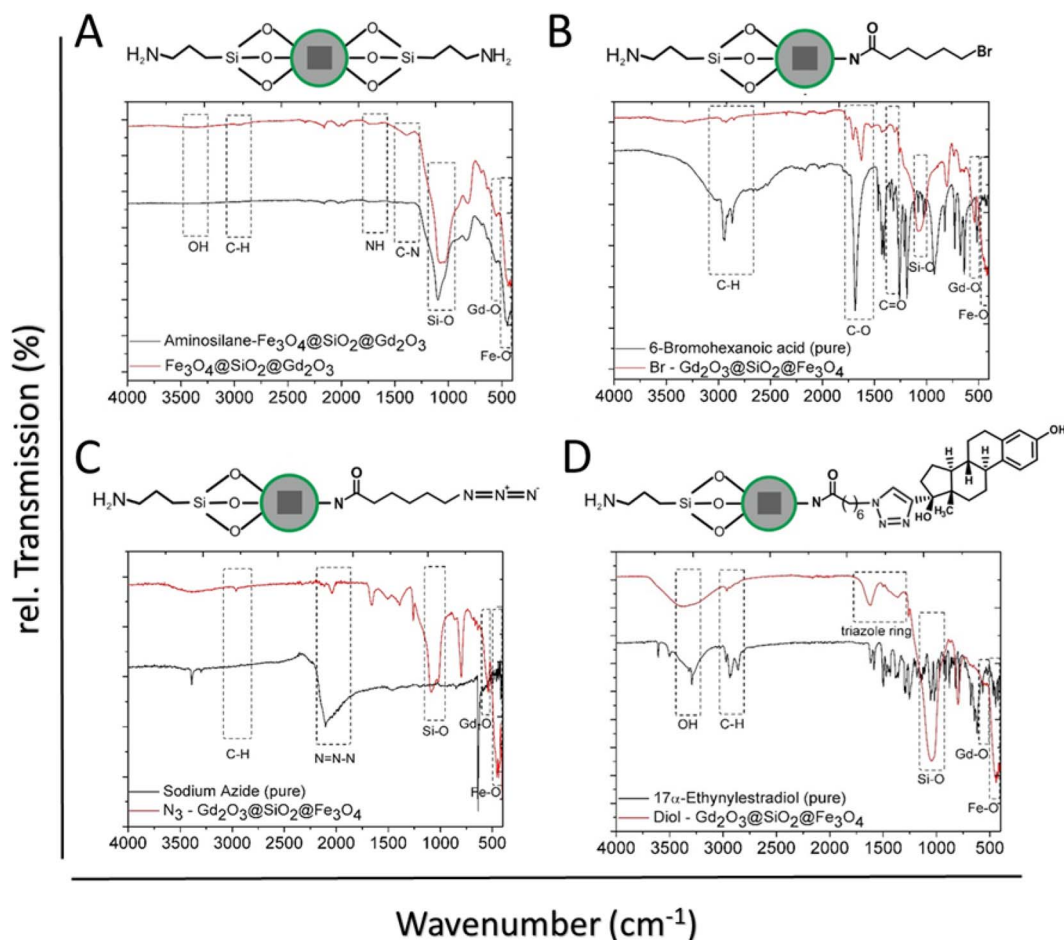 A
H₂N
Si
O
O
O
O
O
O
Si
NH₂
OH
C-H
NH
C-N
Si-O
Gd-O
Fe-O
Aminosilane-Fe₃O₄@SiO₂@Gd₂O₃
Fe₃O₄@SiO₂@Gd₂O₃
4000 3500 3000 2500 2000 1500 1000 500
B
H₂N
Si
O
O
O
N
O
Br
C-H
C-O
C=O
Si-O
Gd-O
Fe-O
6-Bromohexanoic acid (pure)
Br - Gd₂O₃@SiO₂@Fe₃O₄
4000 3500 3000 2500 2000 1500 1000 500
C
H₂N
Si
O
O
O
N
O
N=N⁺=N⁻
C-H
N=N-N
Si-O
Gd-O
Fe-O
Sodium Azide (pure)
N₃ - Gd₂O₃@SiO₂@Fe₃O₄
4000 3500 3000 2500 2000 1500 1000 500
D
H₂N
Si
O
O
O
N
O
6
N
N=N
HO
H₃C
H
H
H
OH
OH
C-H
triazole ring
Si-O
Gd-O
Fe-O
17α-Ethynylestradiol (pure)
Diol - Gd₂O₃@SiO₂@Fe₃O₄
4000 3500 3000 2500 2000 1500 1000 500
rel. Transmission (%)
Wavenumber (cm⁻¹)